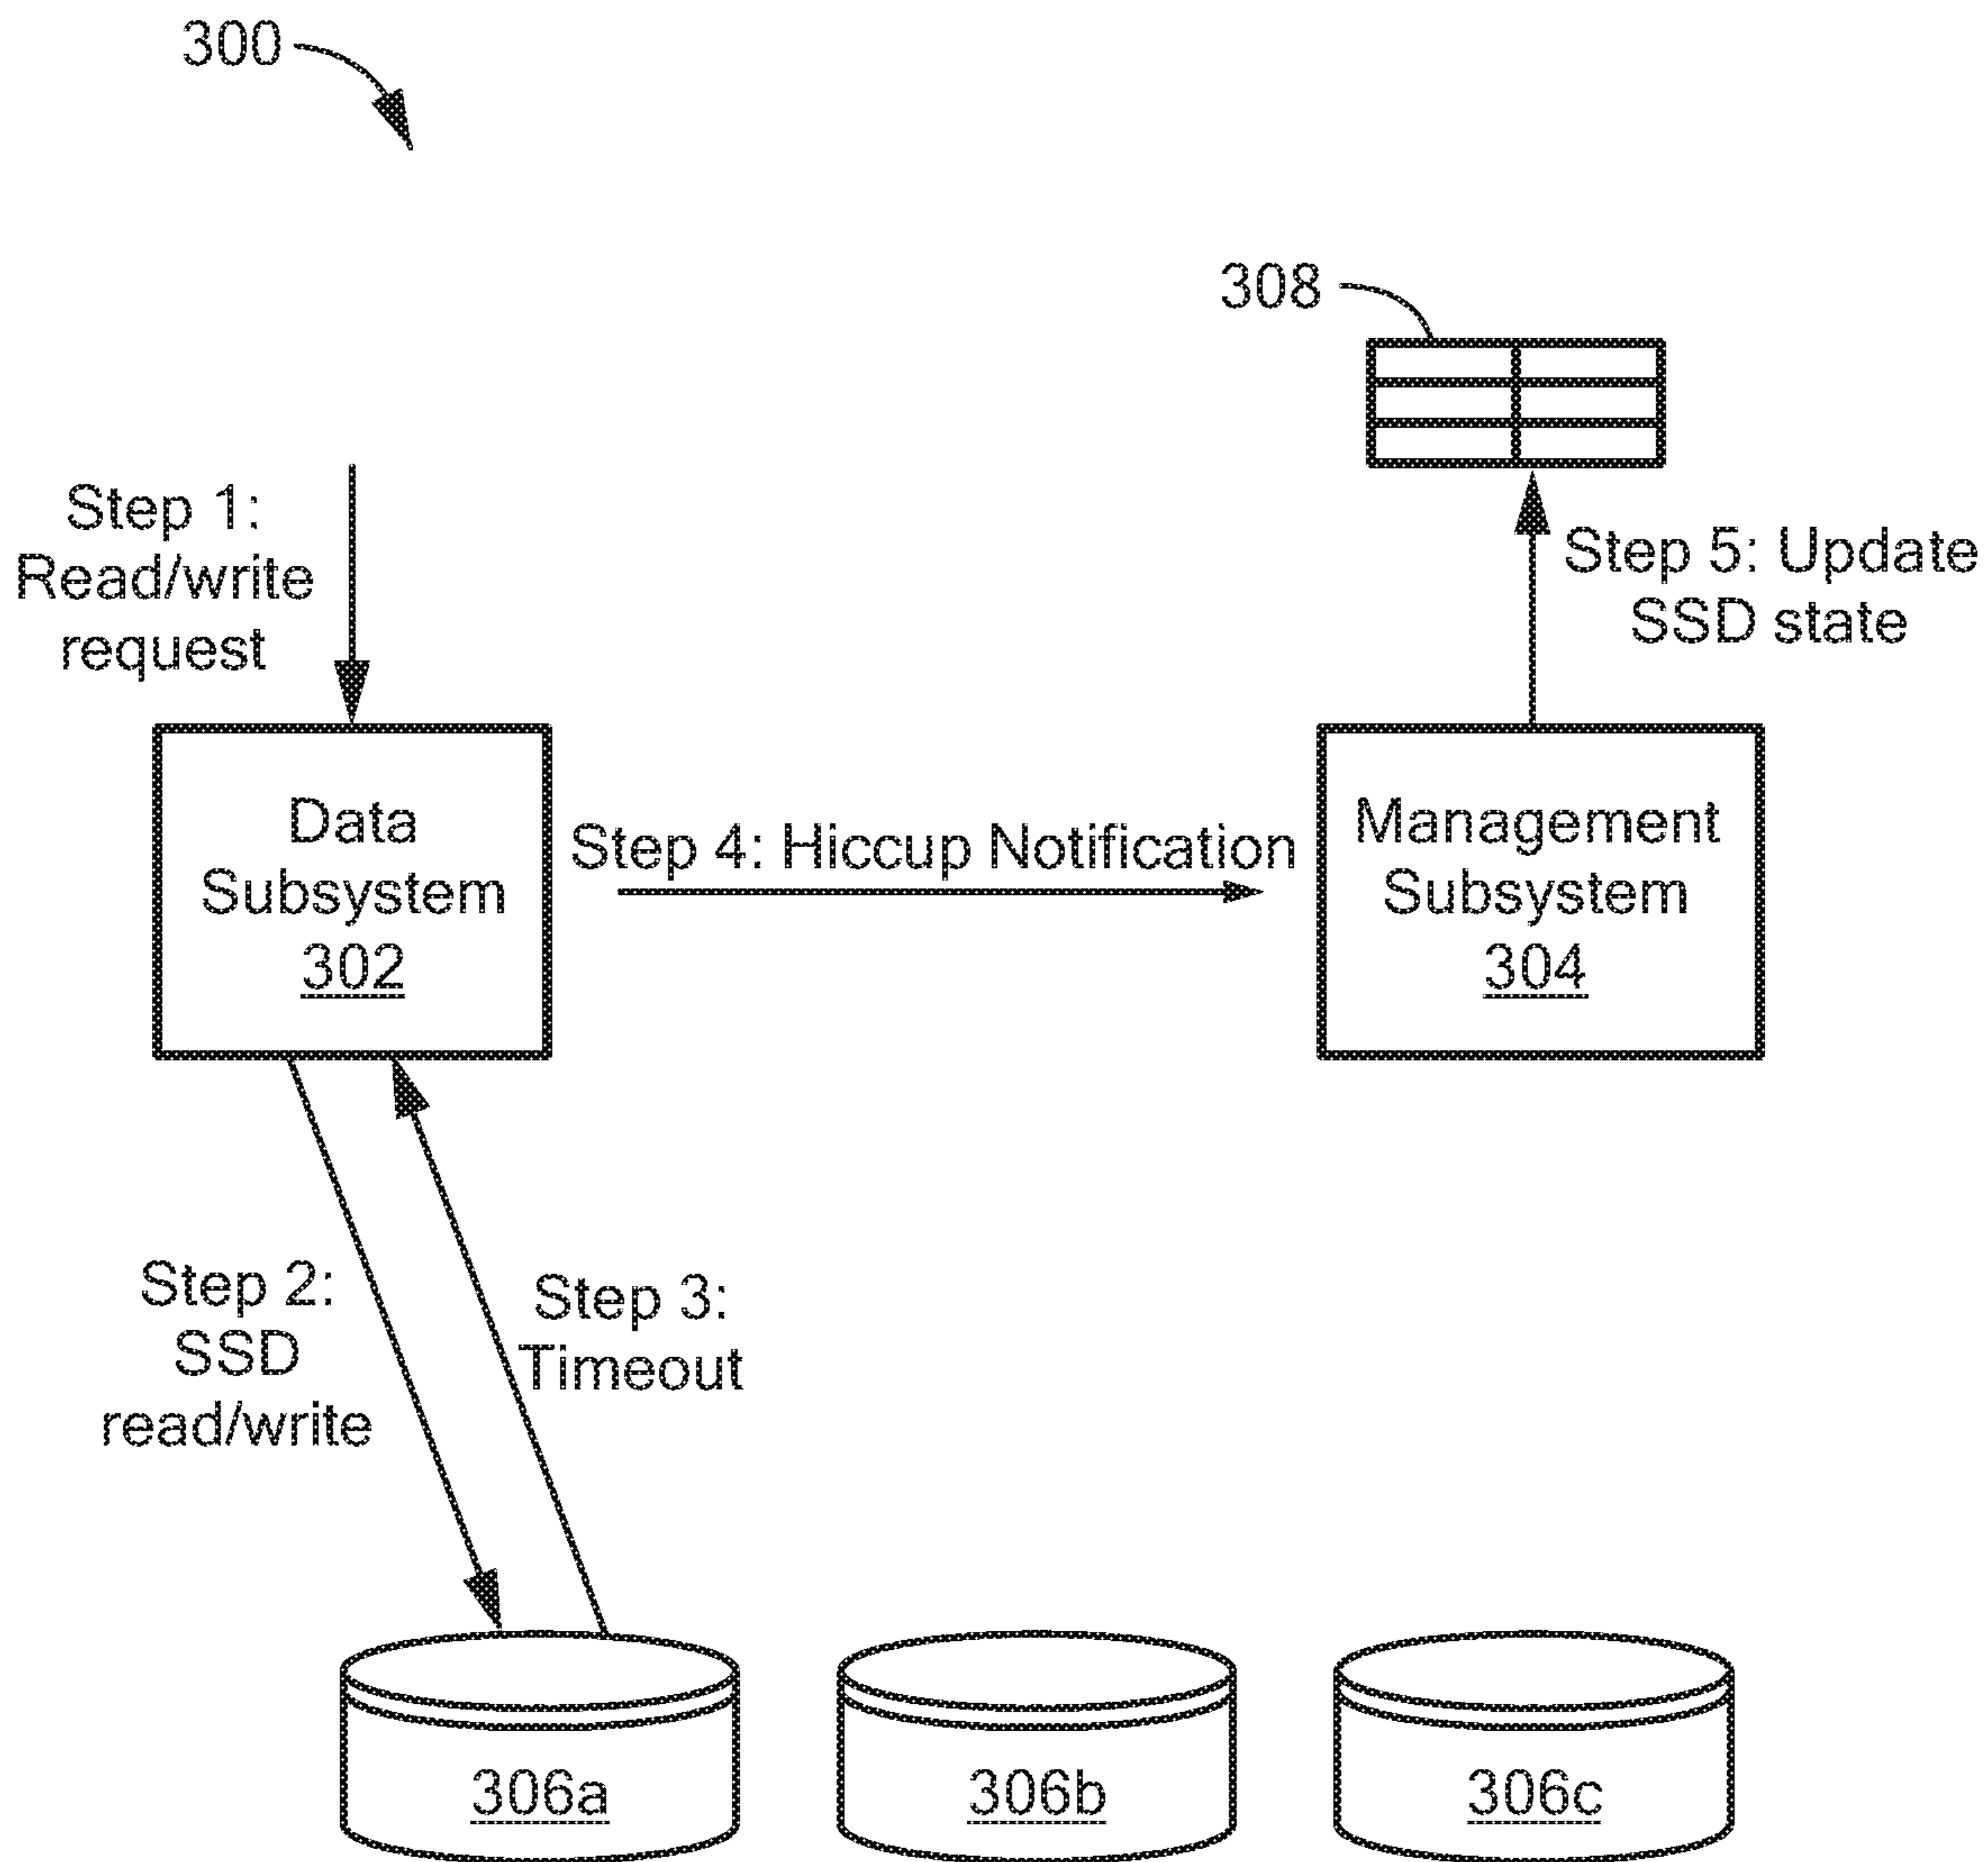 300
308
Step 1:
Read/write
request
Step 5: Update
SSD state
Data
Subsystem
302
Step 4: Hiccup Notification
Management
Subsystem
304
Step 2:
SSD
read/write
Step 3:
Timeout
306a
306b
306c